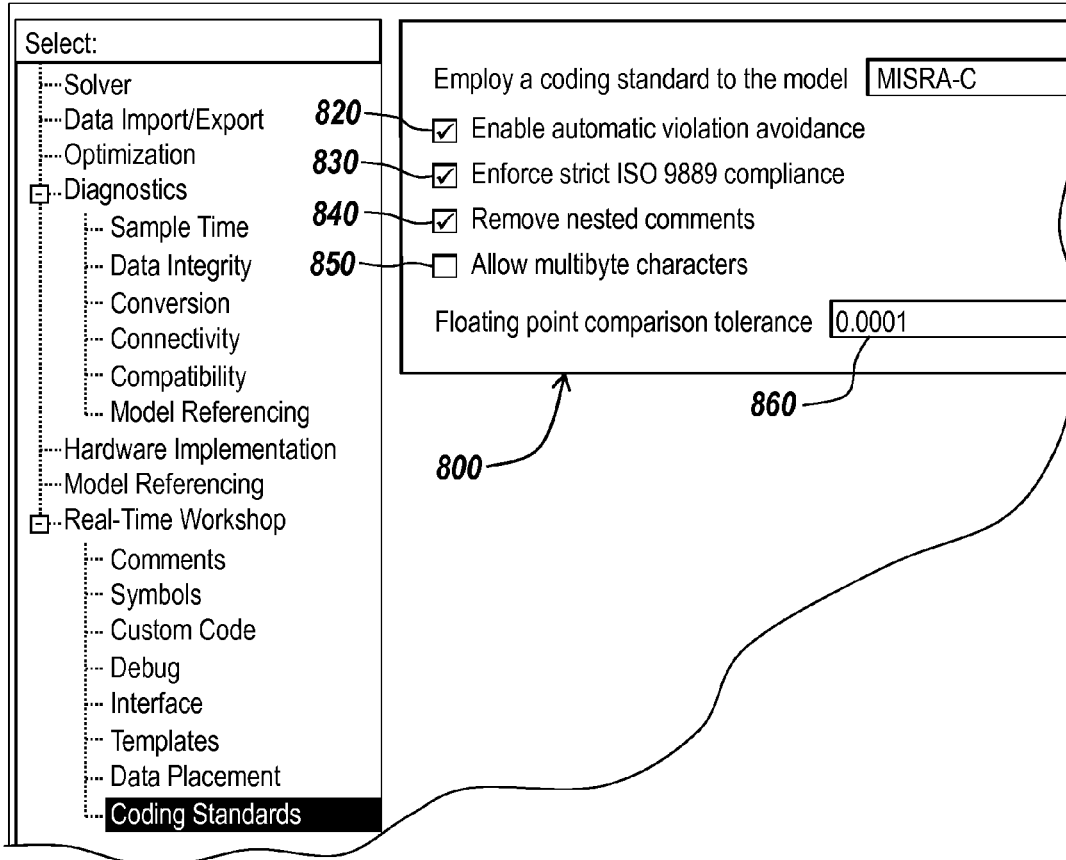 Select:
Solver
Data Import/Export
Optimization
Diagnostics
Sample Time
Data Integrity
Conversion
Connectivity
Compatibility
Model Referencing
Hardware Implementation
Model Referencing
Real-Time Workshop
Comments
Symbols
Custom Code
Debug
Interface
Templates
Data Placement
Coding Standards
Employ a coding standard to the model MISRA-C
820 Enable automatic violation avoidance
830 Enforce strict ISO 9889 compliance
840 Remove nested comments
850 Allow multibyte characters
Floating point comparison tolerance 0.0001
860
800